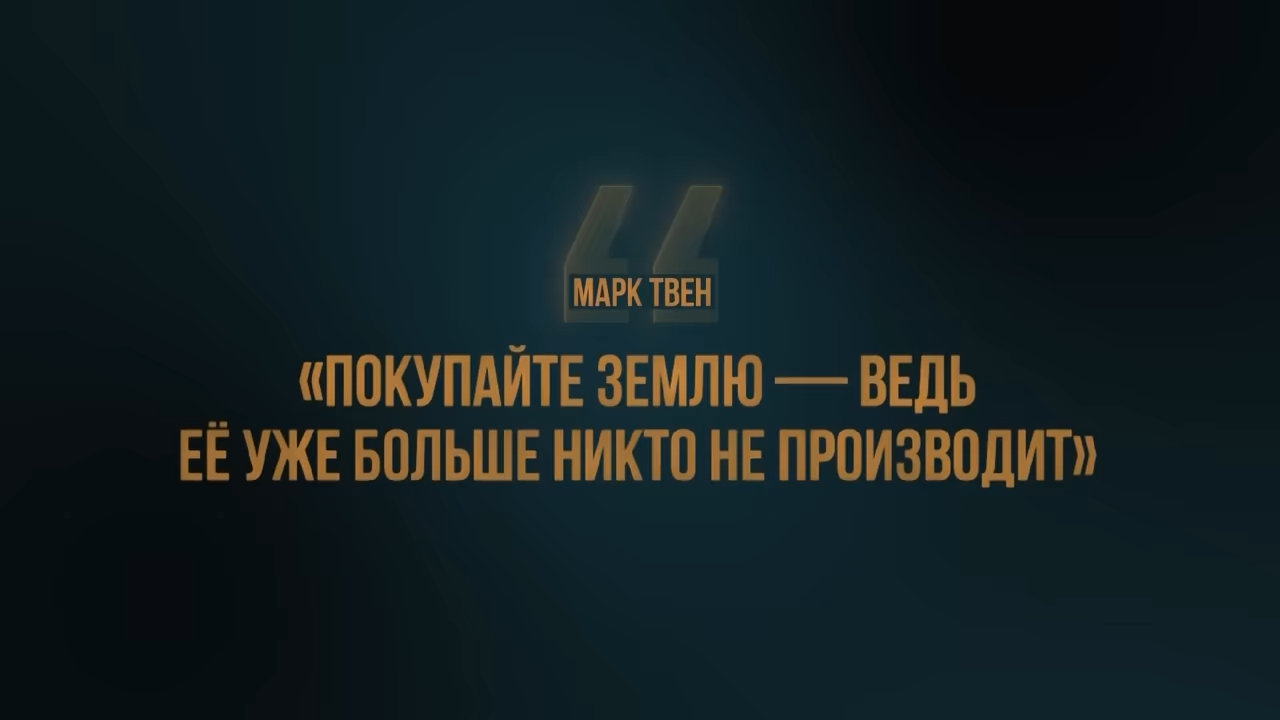 МАРК ТВЕН
«ПОКУПАЙТЕ ЗЕМЛЮ — ВЕДЬ
ЕЁ УЖЕ БОЛЬШЕ НИКТО НЕ ПРОИЗВОДИТ»